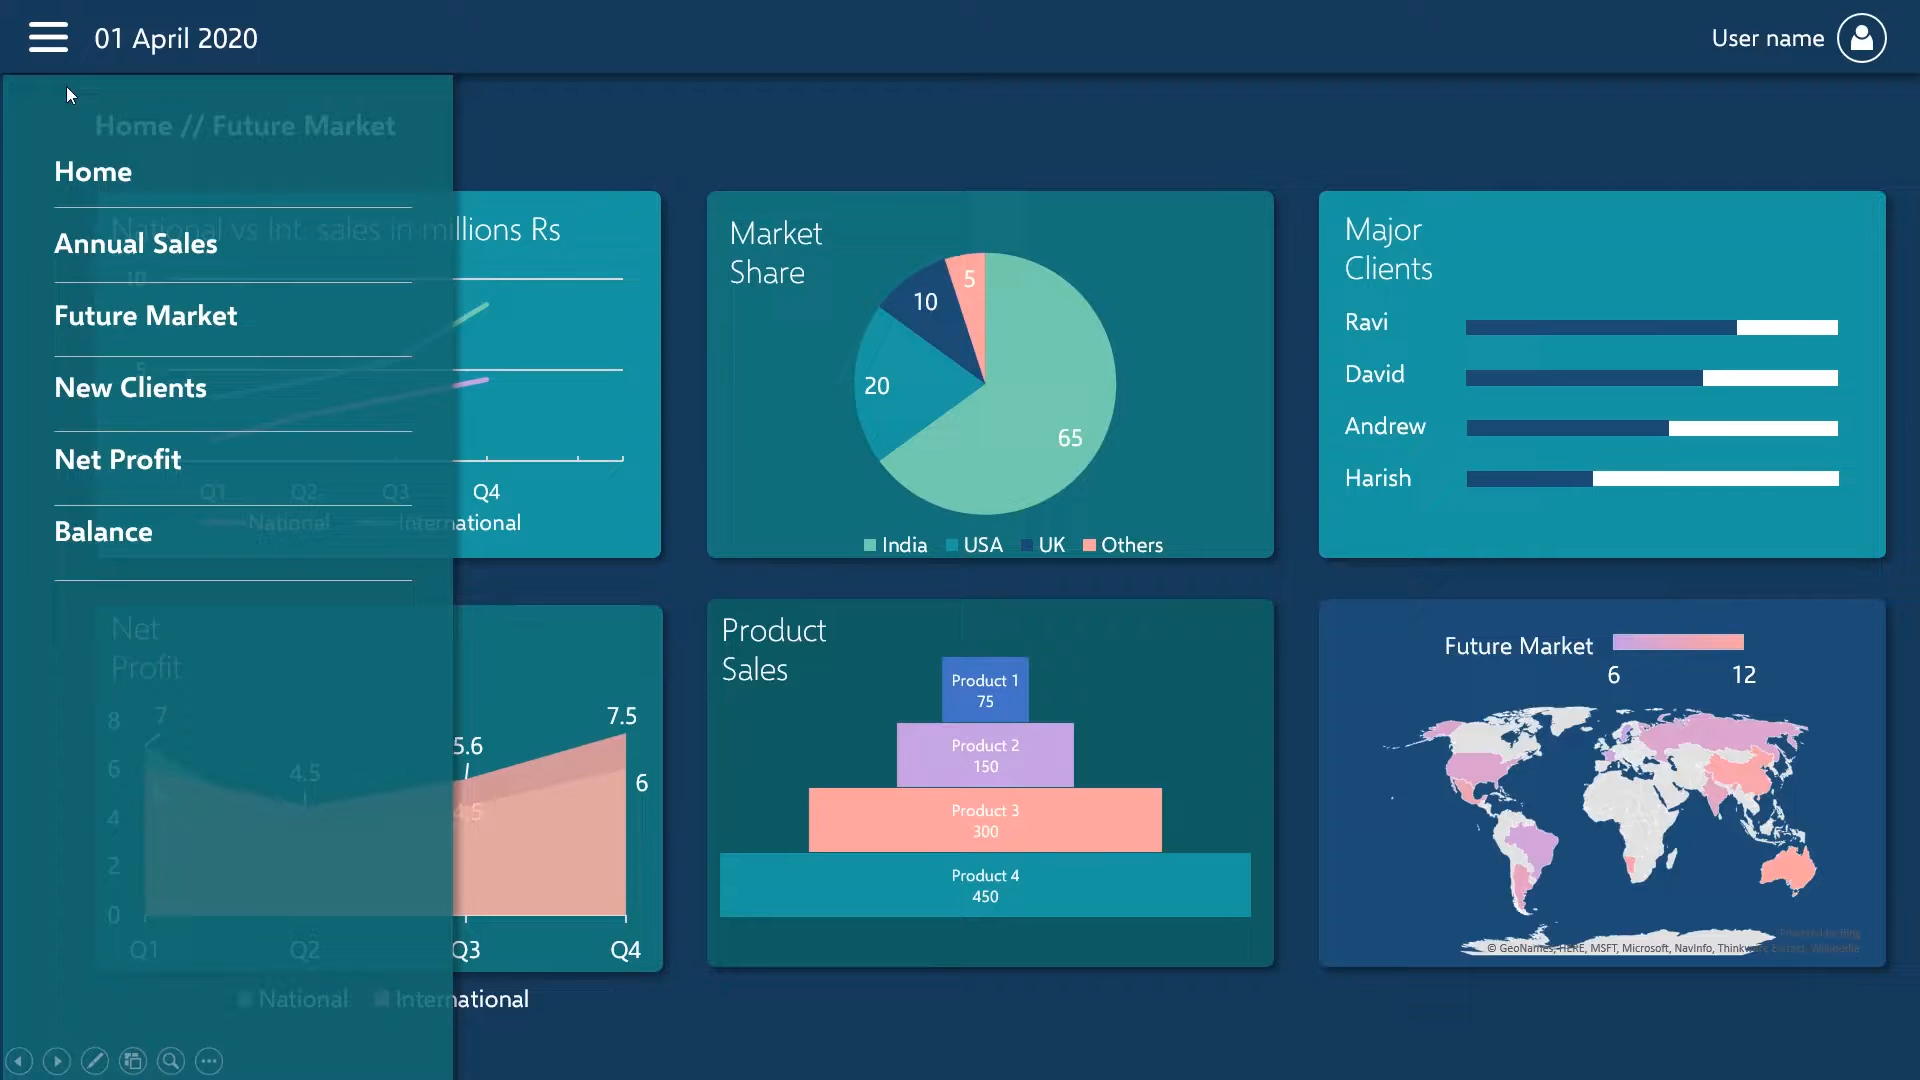 01 April 2020
User name
Home // Future Market
Home
Annual Sales
Future Market
New Clients
Net Profit
Balance
National vs Int. sales in millions Rs
10
5
Q1 Q2 Q3 Q4
National International
Market
Share
5
10
20
65
India USA UK Others
Major
Clients
Ravi
David
Andrew
Harish
Net
Profit
8
6
4
2
0
7
4.5
5.6
4.5
7.5
6
Q1 Q2 Q3 Q4
National International
Product
Sales
Product 1
75
Product 2
150
Product 3
300
Product 4
450
Future Market
6 12
Powered by Bing
© GeoNames, HERE, MSFT, Microsoft, NavInfo, Thinkware Extract, Wikipedia